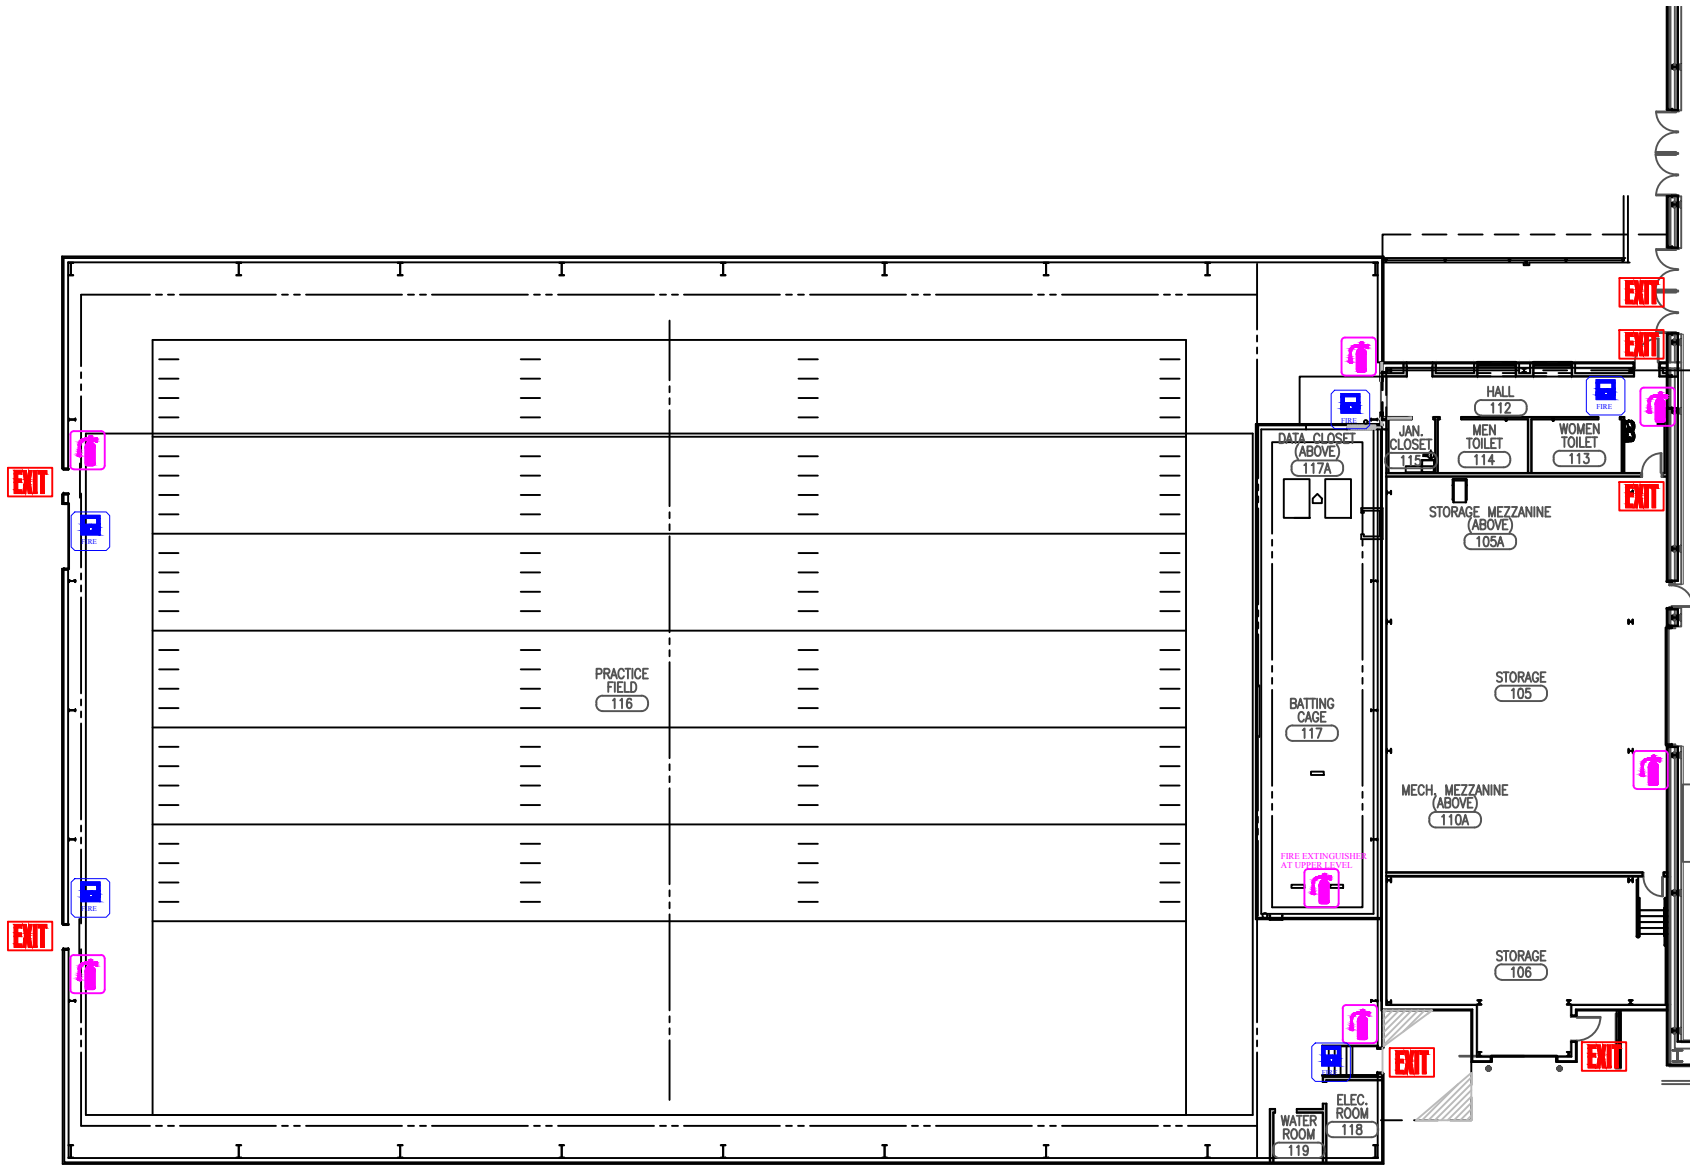 EXIT
EXIT
HALL
112
FIRE
FIRE
JAN.
CLOSET
115
MEN
TOILET
114
WOMEN
TOILET
113
DATA CLOSET
(ABOVE)
117A
EXIT
EXIT
STORAGE MEZZANINE
(ABOVE)
105A
FIRE
PRACTICE
FIELD
116
STORAGE
105
BATTING
CAGE
117
MECH. MEZZANINE
(ABOVE)
110A
FIRE EXTINGUISHER
AT UPPER LEVEL
FIRE
EXIT
STORAGE
106
EXIT
EXIT
ELEC.
ROOM
118
WATER
ROOM
119